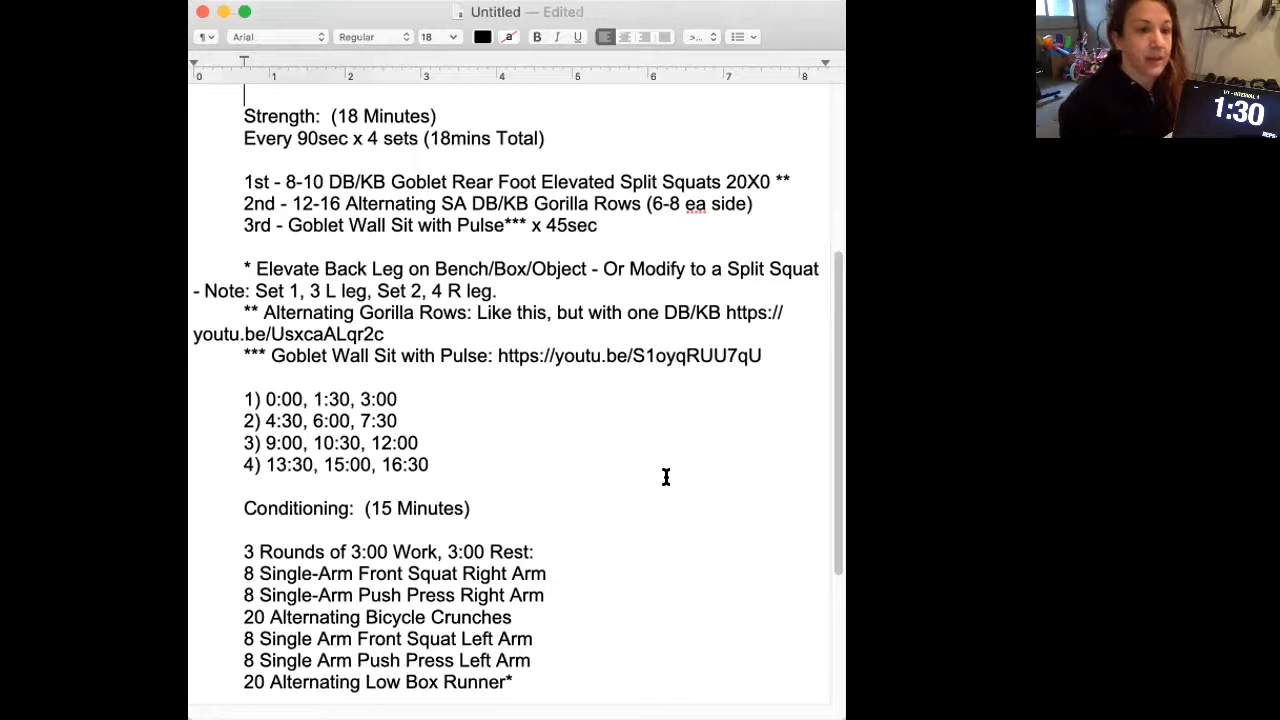 Untitled — Edited
Arial Regular 18 B I U
0 1 2 3 4 5 6 7 8
Strength: (18 Minutes)
Every 90sec x 4 sets (18mins Total)
1st - 8-10 DB/KB Goblet Rear Foot Elevated Split Squats 20X0 **
2nd - 12-16 Alternating SA DB/KB Gorilla Rows (6-8 ea side)
3rd - Goblet Wall Sit with Pulse*** x 45sec
* Elevate Back Leg on Bench/Box/Object - Or Modify to a Split Squat
- Note: Set 1, 3 L leg, Set 2, 4 R leg.
** Alternating Gorilla Rows: Like this, but with one DB/KB https://
youtu.be/UsxcaALqr2c
*** Goblet Wall Sit with Pulse: https://youtu.be/S1oyqRUU7qU
1) 0:00, 1:30, 3:00
2) 4:30, 6:00, 7:30
3) 9:00, 10:30, 12:00
4) 13:30, 15:00, 16:30
Conditioning: (15 Minutes)
3 Rounds of 3:00 Work, 3:00 Rest:
8 Single-Arm Front Squat Right Arm
8 Single-Arm Push Press Right Arm
20 Alternating Bicycle Crunches
8 Single Arm Front Squat Left Arm
8 Single Arm Push Press Left Arm
20 Alternating Low Box Runner*
1/1 - INTERVAL 1
1:30
REPS